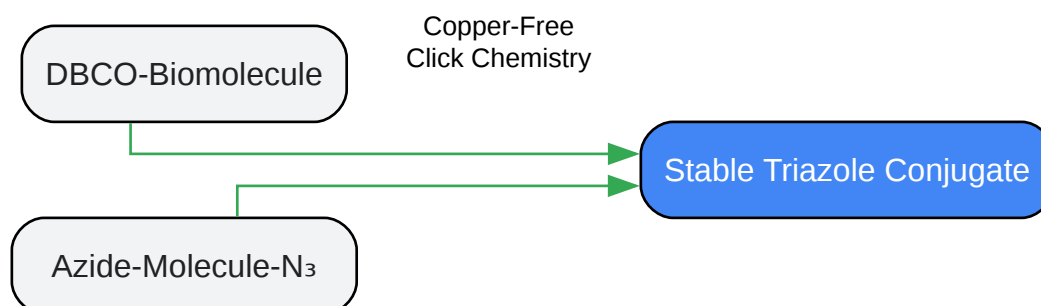 Copper-Free
Click Chemistry
DBCO-Biomolecule
Stable Triazole Conjugate
Azide-Molecule-N₃